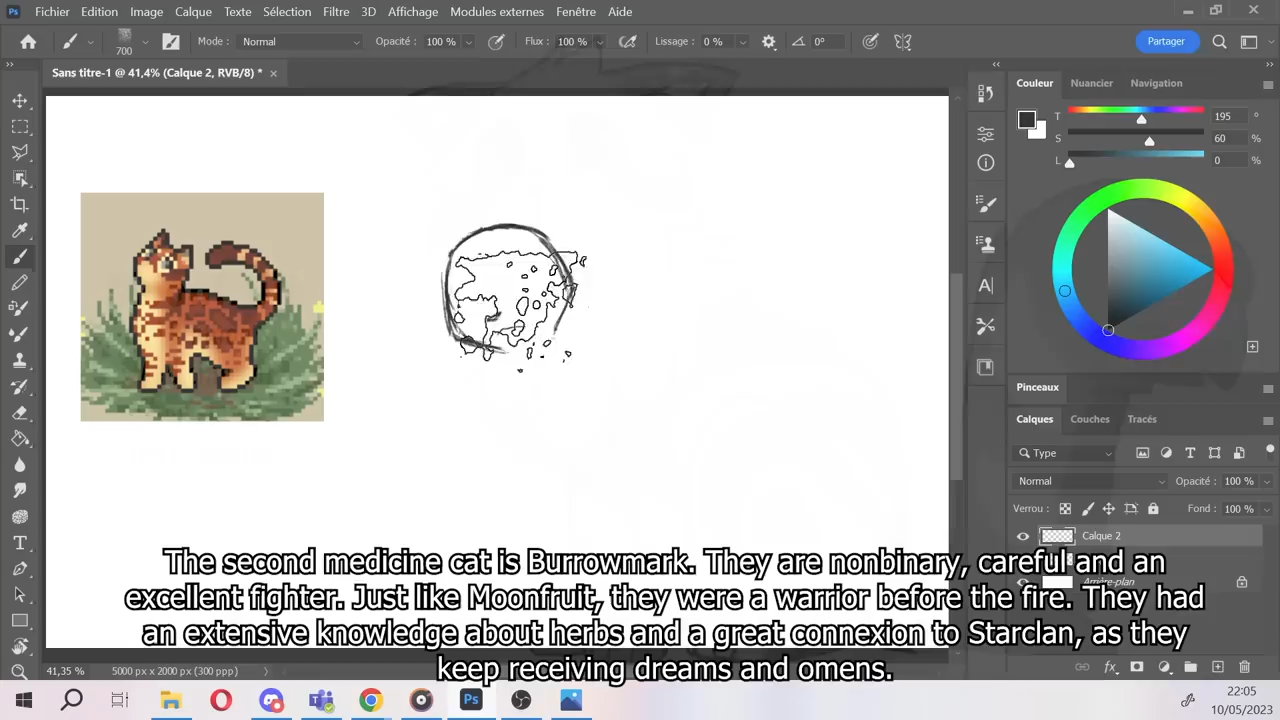 Fichier Edition Image Calque Texte Sélection Filtre 3D Affichage Modules externes Fenêtre Aide
700 Mode: Normal Opacité: 100 % Flux: 100 % Lissage: 0 % 0° Partager
Sans titre-1 @ 41,4% (Calque 2, RVB/8) *
Couleur Nuancier Navigation
T 195 °
S 60 %
L 0 %
Pinceaux
Calques Couches Tracés
Type
Normal Opacité: 100 %
Verrou: Fond: 100 %
Calque 2
Arrière-plan
The second medicine cat is Burrowmark. They are nonbinary, careful and an
excellent fighter. Just like Moonfruit, they were a warrior before the fire. They had
an extensive knowledge about herbs and a great connexion to Starclan, as they
keep receiving dreams and omens.
41,35 % 5000 px x 2000 px (300 ppp)
22:05
10/05/2023